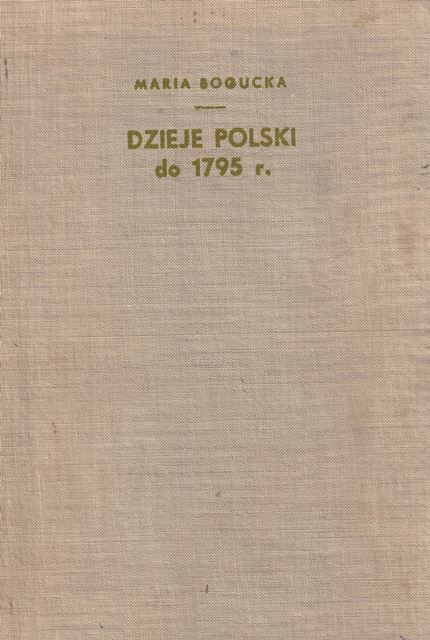 MARIA BOGUCKA
DZIEJE POLSKI
do 1795 r.